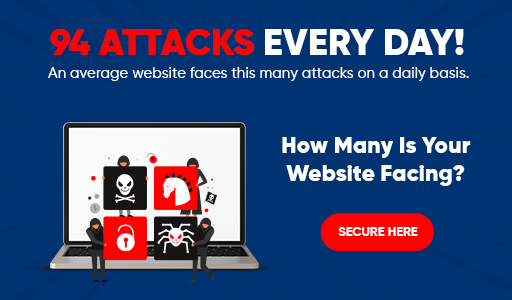 94 ATTACKS EVERY DAY!
An average website faces this many attacks on a daily basis.
How Many Is Your
Website Facing?
SECURE HERE